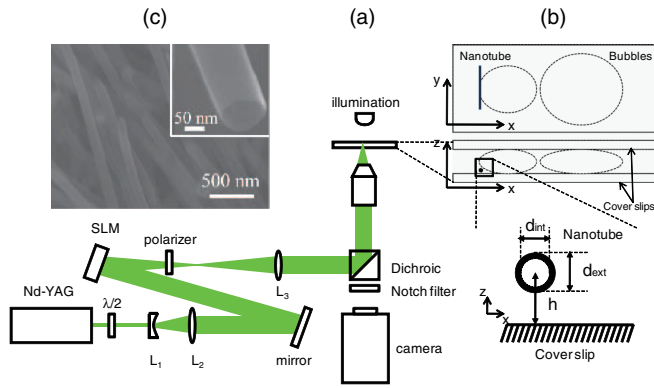 (c)
(a)
(b)
50 nm
500 nm
illumination
Nanotube
Bubbles
y
x
z
x
Cover slips
SLM
polarizer
L3
Dichroic
Notch filter
camera
Nd-YAG
λ/2
L1
L2
mirror
dint
Nanotube
dext
h
z
x
Cover slip